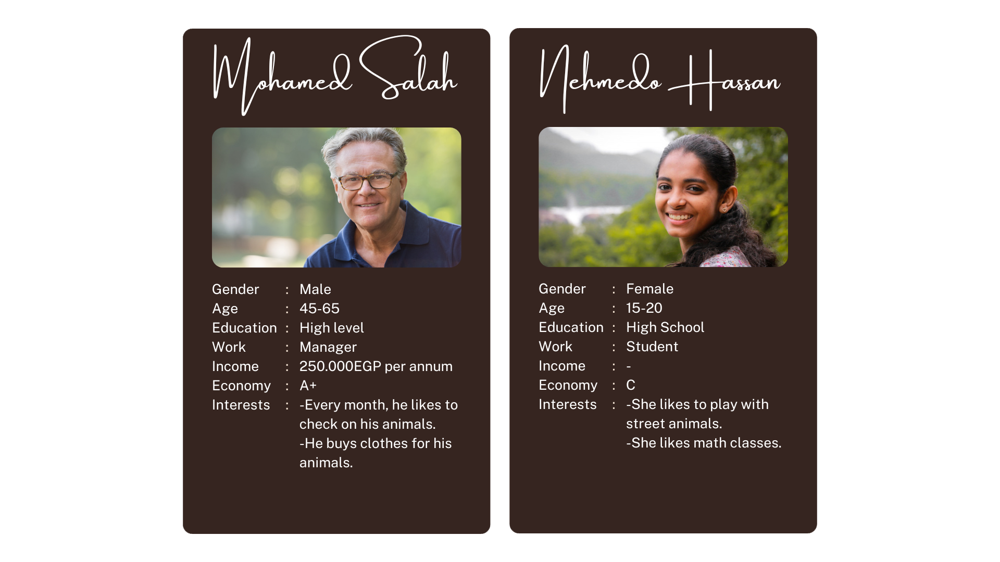 Mohamed Salah
Gender : Male
Age : 45-65
Education : High level
Work : Manager
Income : 250.000EGP per annum
Economy : A+
Interests : -Every month, he likes to
check on his animals.
-He buys clothes for his
animals.
Nehmedo Hassan
Gender : Female
Age : 15-20
Education : High School
Work : Student
Income : -
Economy : C
Interests : -She likes to play with
street animals.
-She likes math classes.